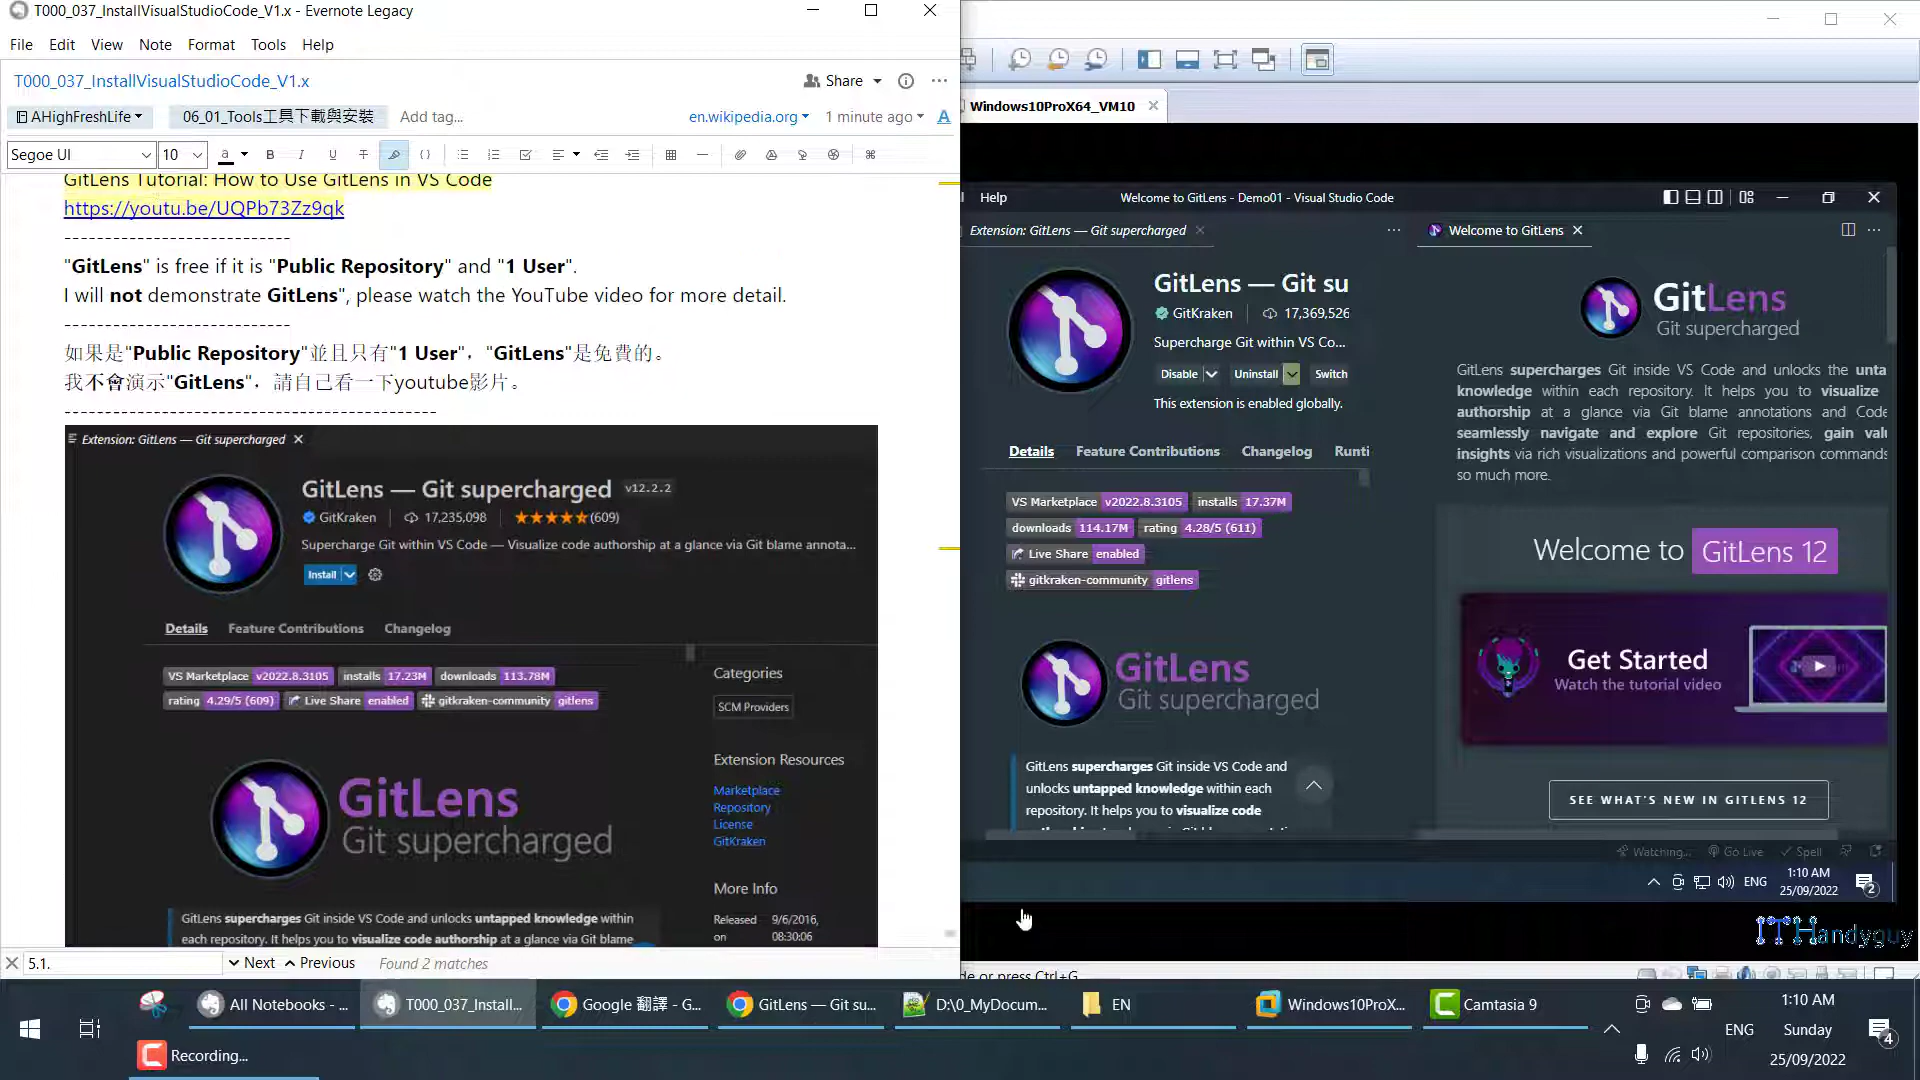 T000_037_InstallVisualStudioCode_V1.x - Evernote Legacy
File Edit View Note Format Tools Help
T000_037_InstallVisualStudioCode_V1.x
Share
AHighFreshLife
06_01_Tools工具下載與安裝
Add tag...
en.wikipedia.org
1 minute ago
A
Segoe UI
10
a B I U T
GitLens Tutorial: How to Use GitLens in VS Code
https://youtu.be/UQPb73Zz9qk
----------------------------
"GitLens" is free if it is "Public Repository" and "1 User".
I will not demonstrate GitLens", please watch the YouTube video for more detail.
----------------------------
如果是"Public Repository"並且只有"1 User"，"GitLens"是免費的。
我不會演示"GitLens"，請自己看一下youtube影片。
----------------------------------------------
Extension: GitLens — Git supercharged
GitLens — Git supercharged v12.2.2
GitKraken 17,235,098 (609)
Supercharge Git within VS Code — Visualize code authorship at a glance via Git blame annota...
Install
Details Feature Contributions Changelog
VS Marketplace v2022.8.3105 installs 17.23M downloads 113.78M
rating 4.29/5 (609) Live Share enabled gitkraken-community gitlens
Categories
SCM Providers
Extension Resources
Marketplace
Repository
License
GitKraken
More Info
Released on 9/6/2016, 08:30:06
GitLens
Git supercharged
GitLens supercharges Git inside VS Code and unlocks untapped knowledge within
each repository. It helps you to visualize code authorship at a glance via Git blame
5.1.
Next Previous Found 2 matches
Windows10ProX64_VM10
Help
Welcome to GitLens - Demo01 - Visual Studio Code
Extension: GitLens — Git supercharged
Welcome to GitLens
GitLens — Git su
GitKraken 17,369,526
Supercharge Git within VS Co...
Disable Uninstall Switch
This extension is enabled globally.
Details Feature Contributions Changelog Runti
VS Marketplace v2022.8.3105 installs 17.37M
downloads 114.17M rating 4.28/5 (611)
Live Share enabled
gitkraken-community gitlens
GitLens
Git supercharged
GitLens supercharges Git inside VS Code and
unlocks untapped knowledge within each
repository. It helps you to visualize code
GitLens
Git supercharged
GitLens supercharges Git inside VS Code and unlocks the unta
knowledge within each repository. It helps you to visualize
authorship at a glance via Git blame annotations and Code
seamlessly navigate and explore Git repositories, gain valu
insights via rich visualizations and powerful comparison commands
so much more.
Welcome to GitLens 12
Get Started
Watch the tutorial video
SEE WHAT'S NEW IN GITLENS 12
Watching... Go Live Spell
ENG
1:10 AM
25/09/2022
2
ITHandyguy
de or press Ctrl+G.
All Notebooks - ...
T000_037_Install...
Google 翻譯 - G...
GitLens — Git su...
D:\0_MyDocum...
EN
Windows10ProX...
Camtasia 9
Recording...
ENG
1:10 AM
Sunday
25/09/2022
4